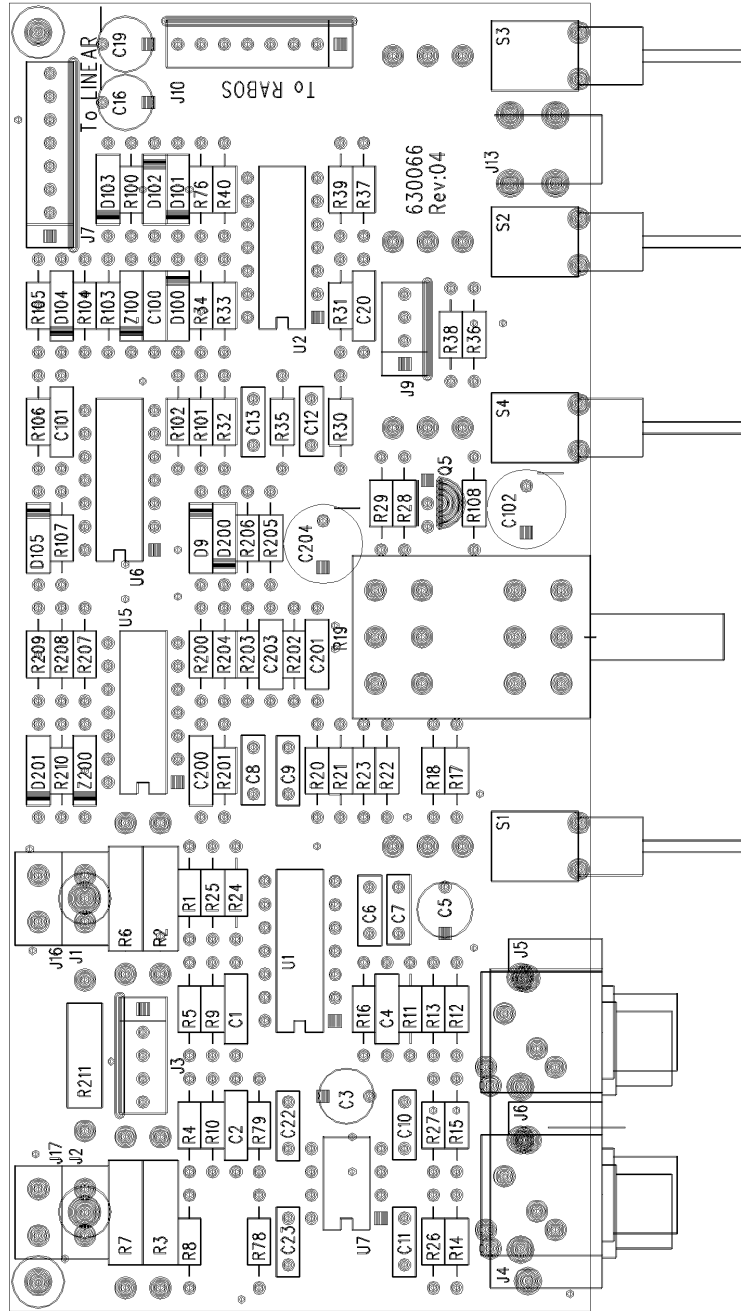 S3
C19
To LINEAR
J10
To RABOS
C16
J13
D103
R100
D102
D101
R76
R40
R39
R37
630066
Rev:04
S2
J7
R105
D104
R104
R103
Z100
C100
D100
R34
R33
U2
R31
C20
J9
R38
R36
R106
C101
R102
R101
R32
C13
R35
C12
R30
S4
D105
R107
U6
D9
D200
R206
R205
C204
R29
R28
Q5
R108
C102
U5
R209
R208
R207
R200
R204
R203
C203
R202
C201
R19
D201
R210
Z200
C200
R201
C8
C9
R20
R21
R23
R22
R18
R17
S1
J16
J1
R6
R2
R1
R25
R24
U1
C6
C7
C5
J5
R211
J3
R5
R9
C1
R16
C4
R11
R13
R12
J17
J2
R4
R10
C2
R79
C22
C3
C10
R27
R15
J6
R7
R3
R8
R78
C23
U7
C11
R26
R14
J4